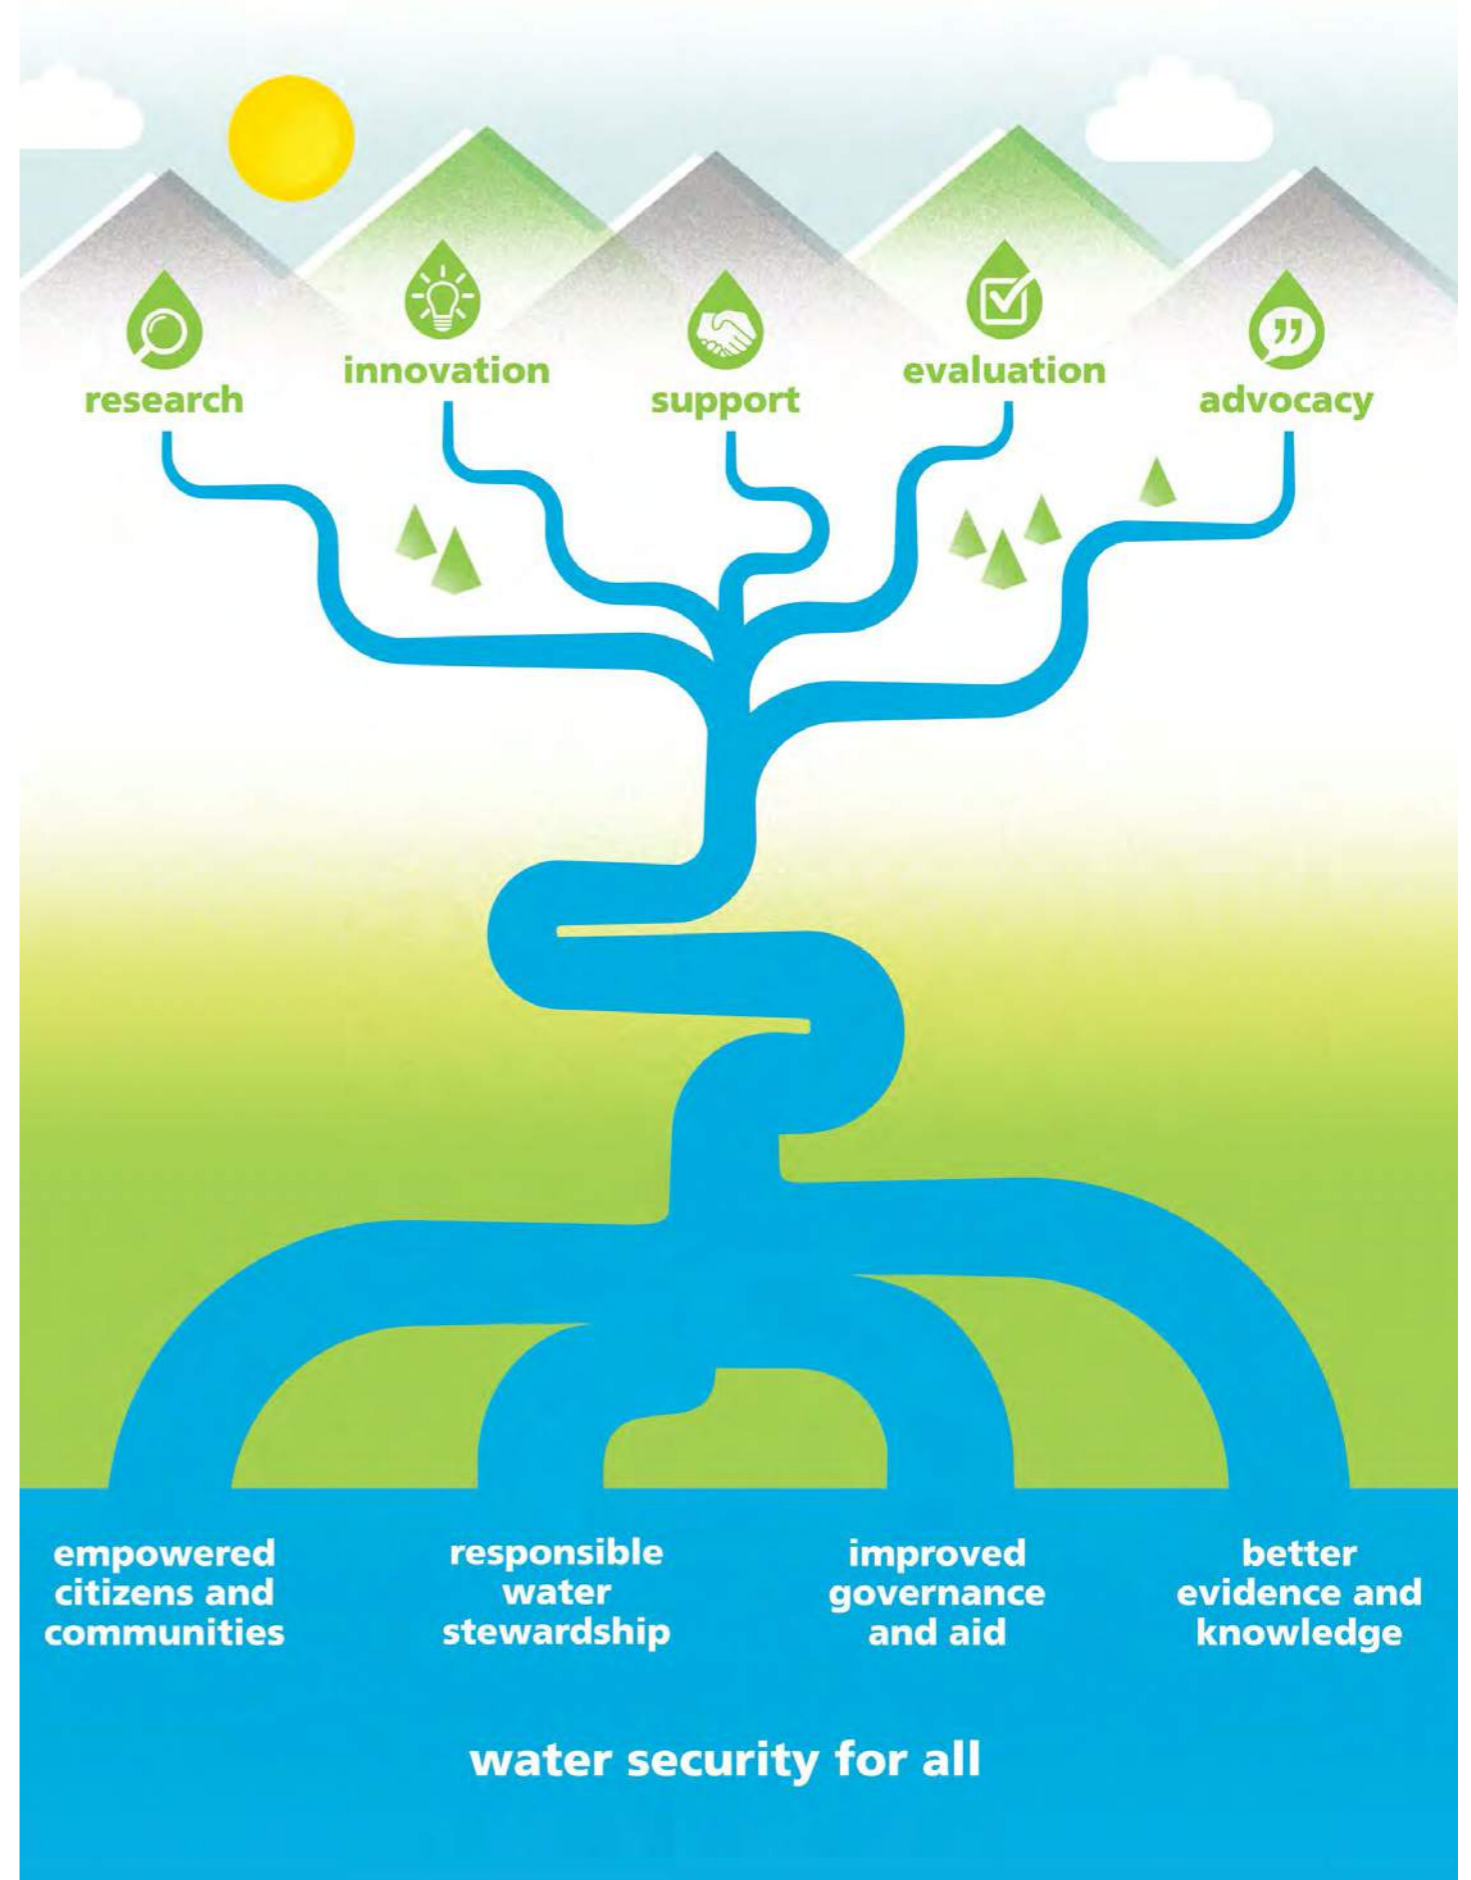 research
innovation
support
evaluation
advocacy
empowered
citizens and
communities
responsible
water
stewardship
improved
governance
and aid
better
evidence and
knowledge
water security for all